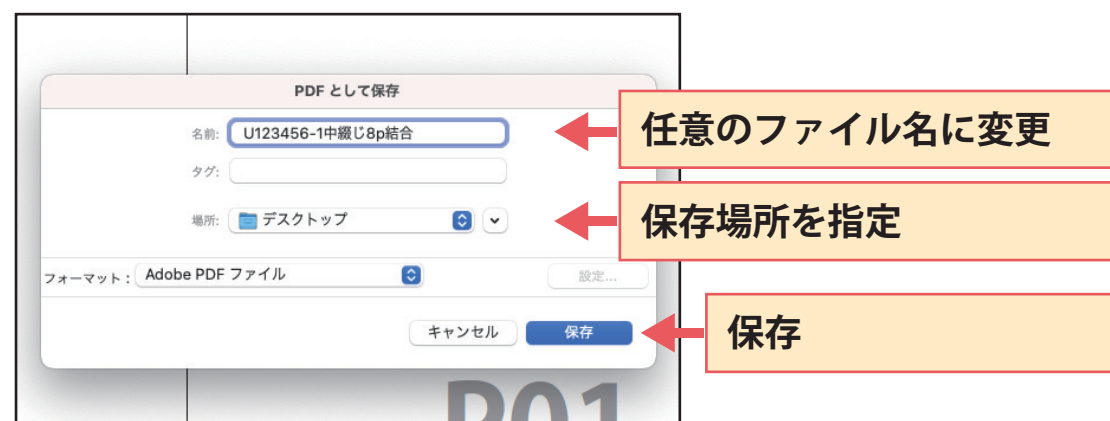 PDF として保存
名前: U123456-1中綴じ8p結合
任意のファイル名に変更
タグ:
場所: デスクトップ
保存場所を指定
フォーマット: Adobe PDF ファイル
設定...
キャンセル 保存
保存
P01